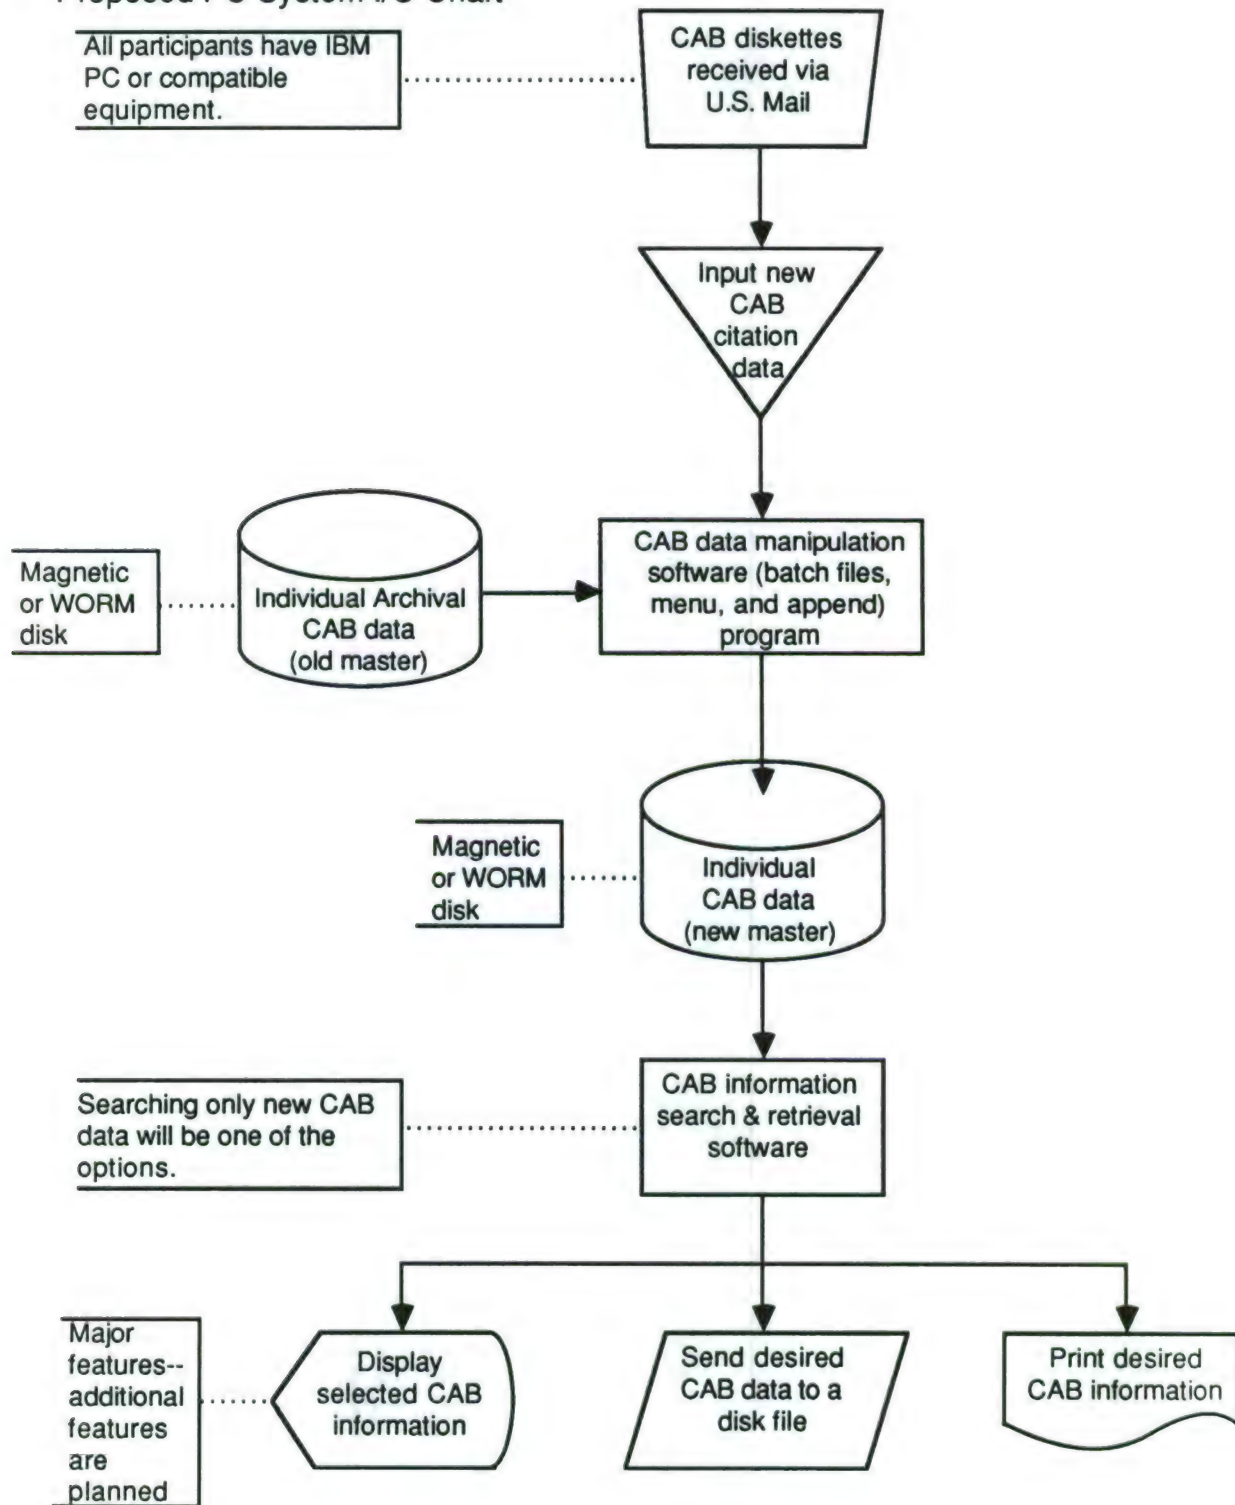 Proposed PC System I/O Chart
All participants have IBM
PC or compatible
equipment.
CAB diskettes
received via
U.S. Mail
Input new
CAB
citation
data
Magnetic
or WORM
disk
Individual Archival
CAB data
(old master)
CAB data manipulation
software (batch files,
menu, and append)
program
Magnetic
or WORM
disk
Individual
CAB data
(new master)
Searching only new CAB
data will be one of the
options.
CAB information
search & retrieval
software
Major
features--
additional
features
are
planned
Display
selected CAB
information
Send desired
CAB data to a
disk file
Print desired
CAB information